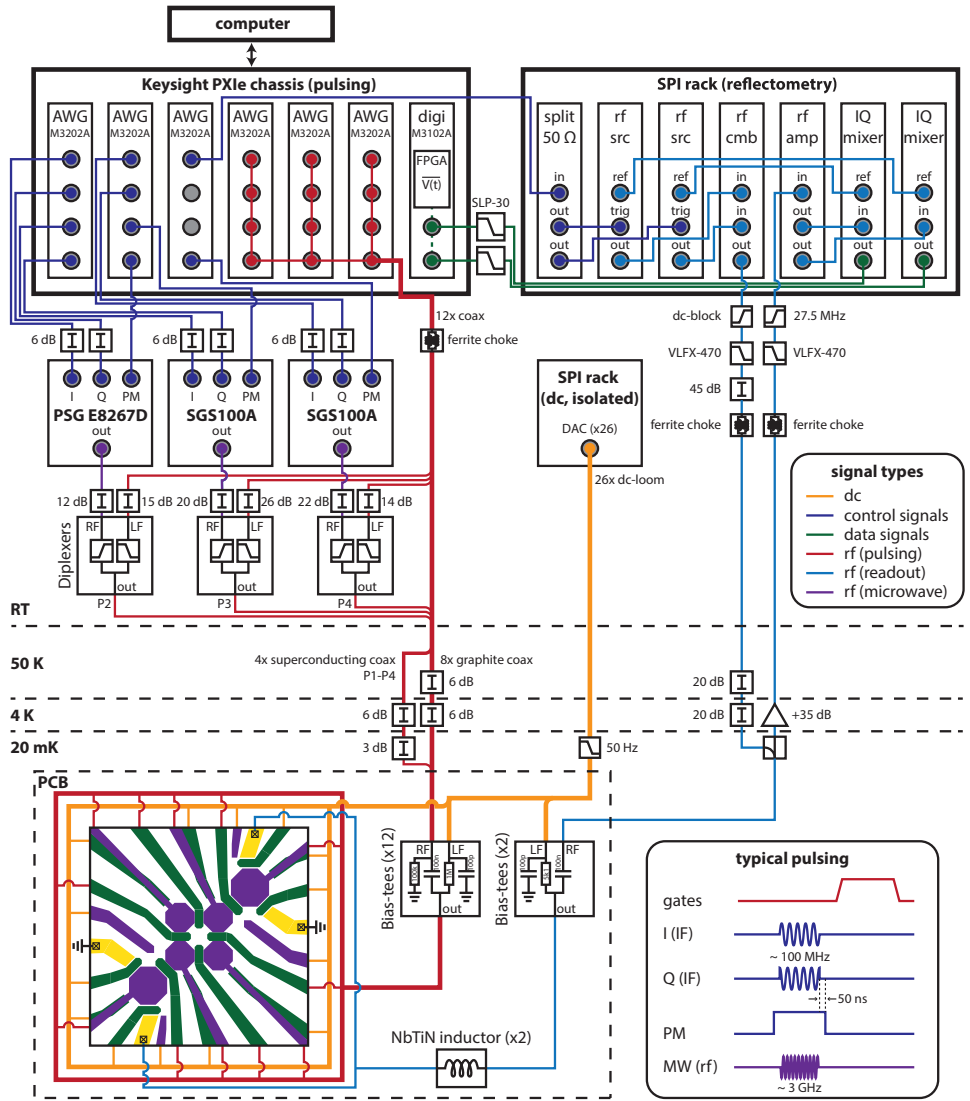 computer
Keysight PXIe chassis (pulsing)
AWG
M3202A
AWG
M3202A
AWG
M3202A
AWG
M3202A
AWG
M3202A
AWG
M3202A
digi
M3102A
FPGA
V(t)
SLP-30
SPI rack (reflectometry)
split
50 Ω
rf
src
rf
src
rf
cmb
rf
amp
IQ
mixer
IQ
mixer
in
ref
ref
in
in
ref
ref
out
trig
trig
in
out
in
in
out
out
out
out
out
out
out
6 dB
6 dB
6 dB
12x coax
ferrite choke
I
Q
PM
PSG E8267D
out
I
Q
PM
SGS100A
out
I
Q
PM
SGS100A
out
dc-block
27.5 MHz
VLFX-470
VLFX-470
45 dB
ferrite choke
ferrite choke
SPI rack
(dc, isolated)
DAC (x26)
26x dc-loom
signal types
dc
control signals
data signals
rf (pulsing)
rf (readout)
rf (microwave)
12 dB
15 dB
20 dB
26 dB
22 dB
14 dB
Diplexers
RF
LF
out
RF
LF
out
RF
LF
out
P2
P3
P4
RT
50 K
4x superconducting coax
P1-P4
8x graphite coax
6 dB
20 dB
4 K
6 dB
6 dB
20 dB
+35 dB
20 mK
3 dB
50 Hz
PCB
Bias-tees (x12)
RF
LF
100k
100n
1M
100p
out
Bias-tees (x2)
LF
RF
100p
100n
out
NbTiN inductor (x2)
typical pulsing
gates
I (IF)
~ 100 MHz
Q (IF)
50 ns
PM
MW (rf)
~ 3 GHz